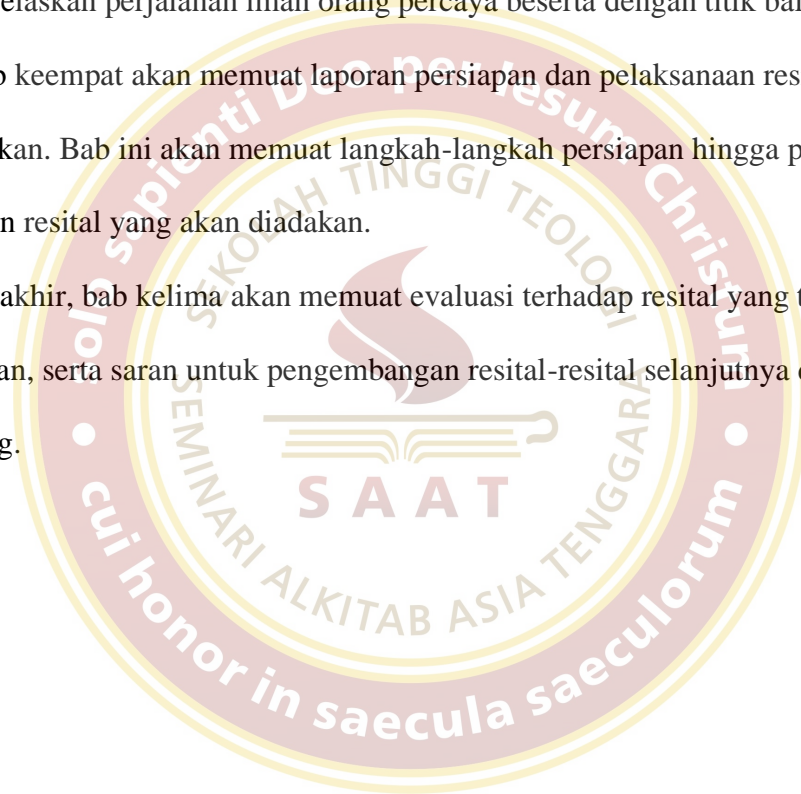 elaskan perjalanan iman orang percaya beserta dengan titik
keempat akan memuat laporan persiapan dan pelaksanaan res
kan. Bab ini akan memuat langkah-langkah persiapan hingga p
n resital yang akan diadakan.
akhir, bab kelima akan memuat evaluasi terhadap resital yang t
an, serta saran untuk pengembangan resital-resital selanjutnya
g.
soli sapienti Deo per Iesum Christum
cui honor in saecula saeculorum
SEKOLAH TINGGI TEOLOGI
SEMINARI ALKITAB ASIA TENGGARA
SAAT